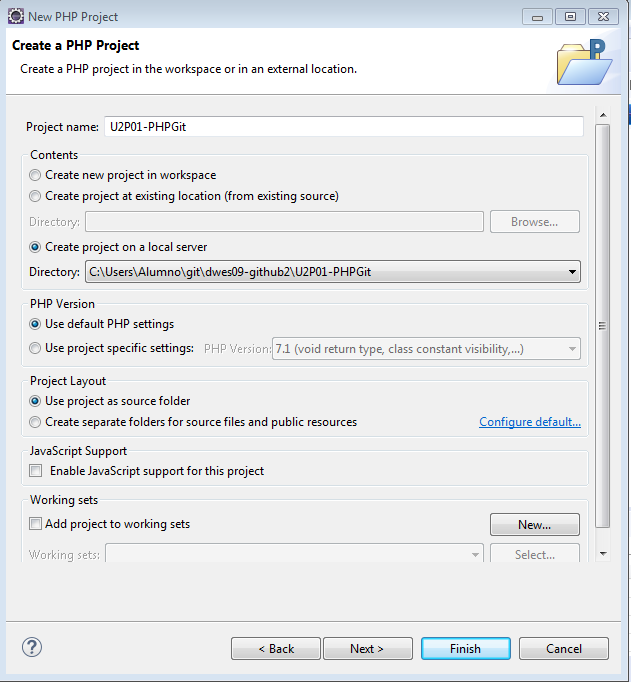 New PHP Project
Create a PHP Project
Create a PHP project in the workspace or in an external location.
P
Project name: U2P01-PHPGit
Contents
Create new project in workspace
Create project at existing location (from existing source)
Directory: Browse...
Create project on a local server
Directory: C:\Users\Alumno\git\dwes09-github2\U2P01-PHPGit
PHP Version
Use default PHP settings
Use project specific settings: PHP Version: 7.1 (void return type, class constant visibility,...)
Project Layout
Use project as source folder
Create separate folders for source files and public resources Configure default...
JavaScript Support
Enable JavaScript support for this project
Working sets
Add project to working sets New...
Working sets: Select...
? < Back Next > Finish Cancel